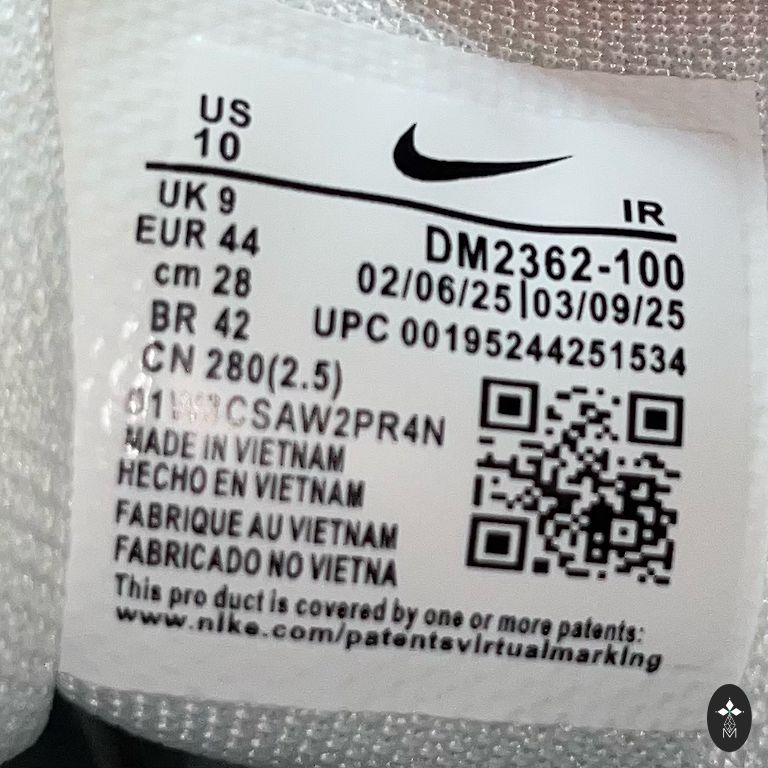 US
10
IR
UK 9
EUR 44
DM2362-100
cm 28
02/06/25|03/09/25
BR 42
UPC 00195244251534
CN 280(2.5)
MADE IN VIETNAM
HECHO EN VIETNAM
FABRIQUE AU VIETNAM
FABRICADO NO VIETNA
This pro duct is covered by one or more patents:
www.nike.com/patentsvirtualmarking
M